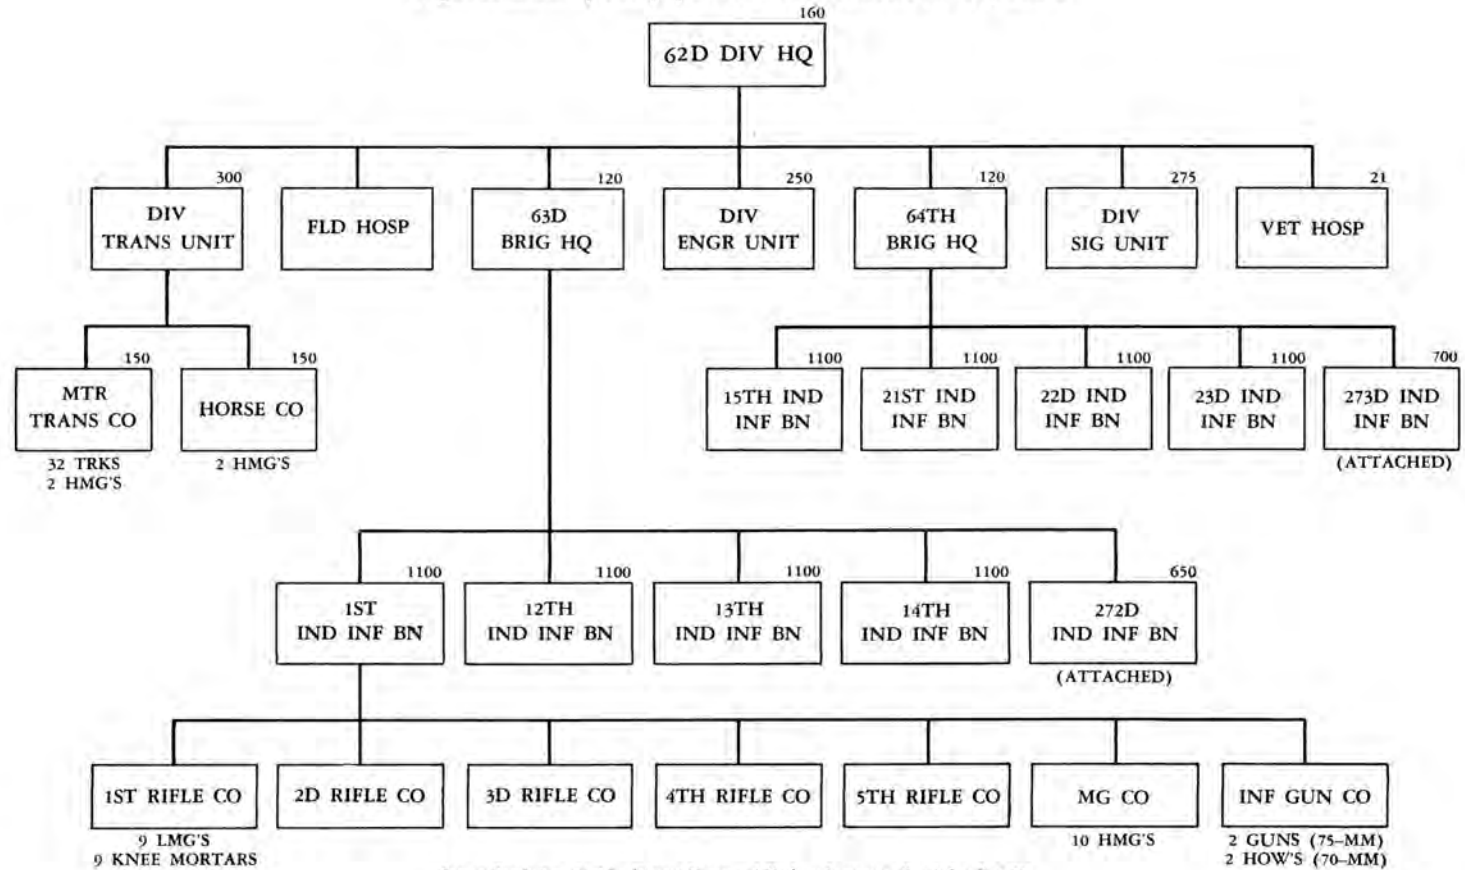 160
62D DIV HQ
300
DIV
TRANS UNIT
FLD HOSP
120
63D
BRIG HQ
250
DIV
ENGR UNIT
120
64TH
BRIG HQ
275
DIV
SIG UNIT
21
VET HOSP
150
MTR
TRANS CO
32 TRKS
2 HMG'S
150
HORSE CO
2 HMG'S
1100
15TH IND
INF BN
1100
21ST IND
INF BN
1100
22D IND
INF BN
1100
23D IND
INF BN
700
273D IND
INF BN
(ATTACHED)
1100
1ST
IND INF BN
1100
12TH
IND INF BN
1100
13TH
IND INF BN
1100
14TH
IND INF BN
650
272D
IND INF BN
(ATTACHED)
1ST RIFLE CO
9 LMG'S
9 KNEE MORTARS
2D RIFLE CO
3D RIFLE CO
4TH RIFLE CO
5TH RIFLE CO
MG CO
10 HMG'S
INF GUN CO
2 GUNS (75–MM)
2 HOW'S (70–MM)